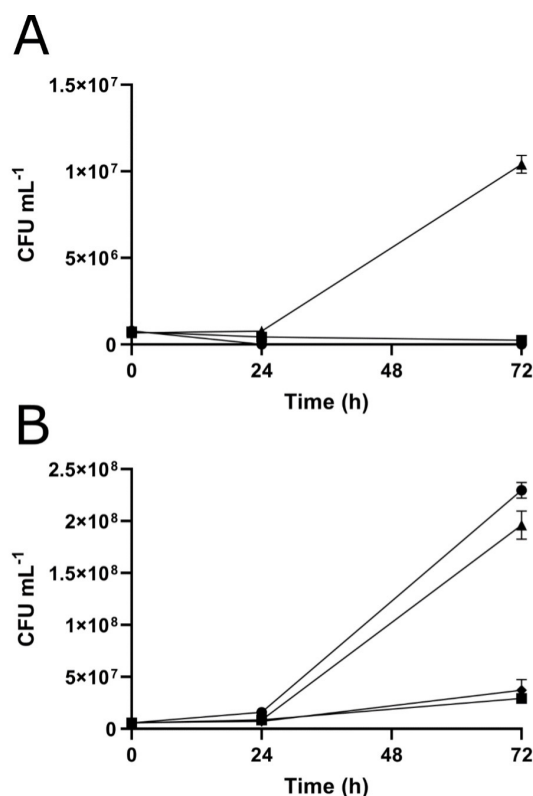 A
1.5×10⁷
1×10⁷
5×10⁶
0
CFU mL⁻¹
0 24 48 72
Time (h)
B
2.5×10⁸
2×10⁸
1.5×10⁸
1×10⁸
5×10⁷
0
CFU mL⁻¹
0 24 48 72
Time (h)